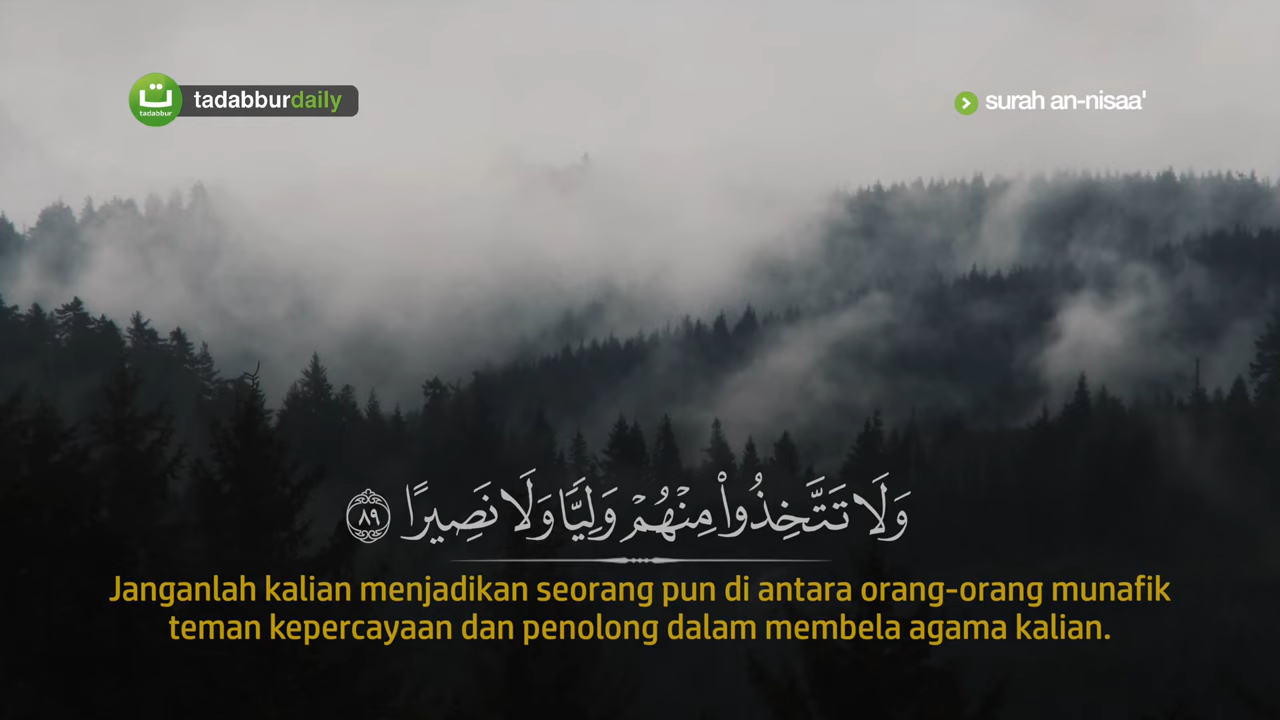 ت
tadabbur
tadabburdaily
surah an-nisaa'
وَلَا تَتَّخِذُوا۟ مِنْهُمْ وَلِيًّا وَلَا نَصِيرًا ٨٩
Janganlah kalian menjadikan seorang pun di antara orang-orang munafik
teman kepercayaan dan penolong dalam membela agama kalian.